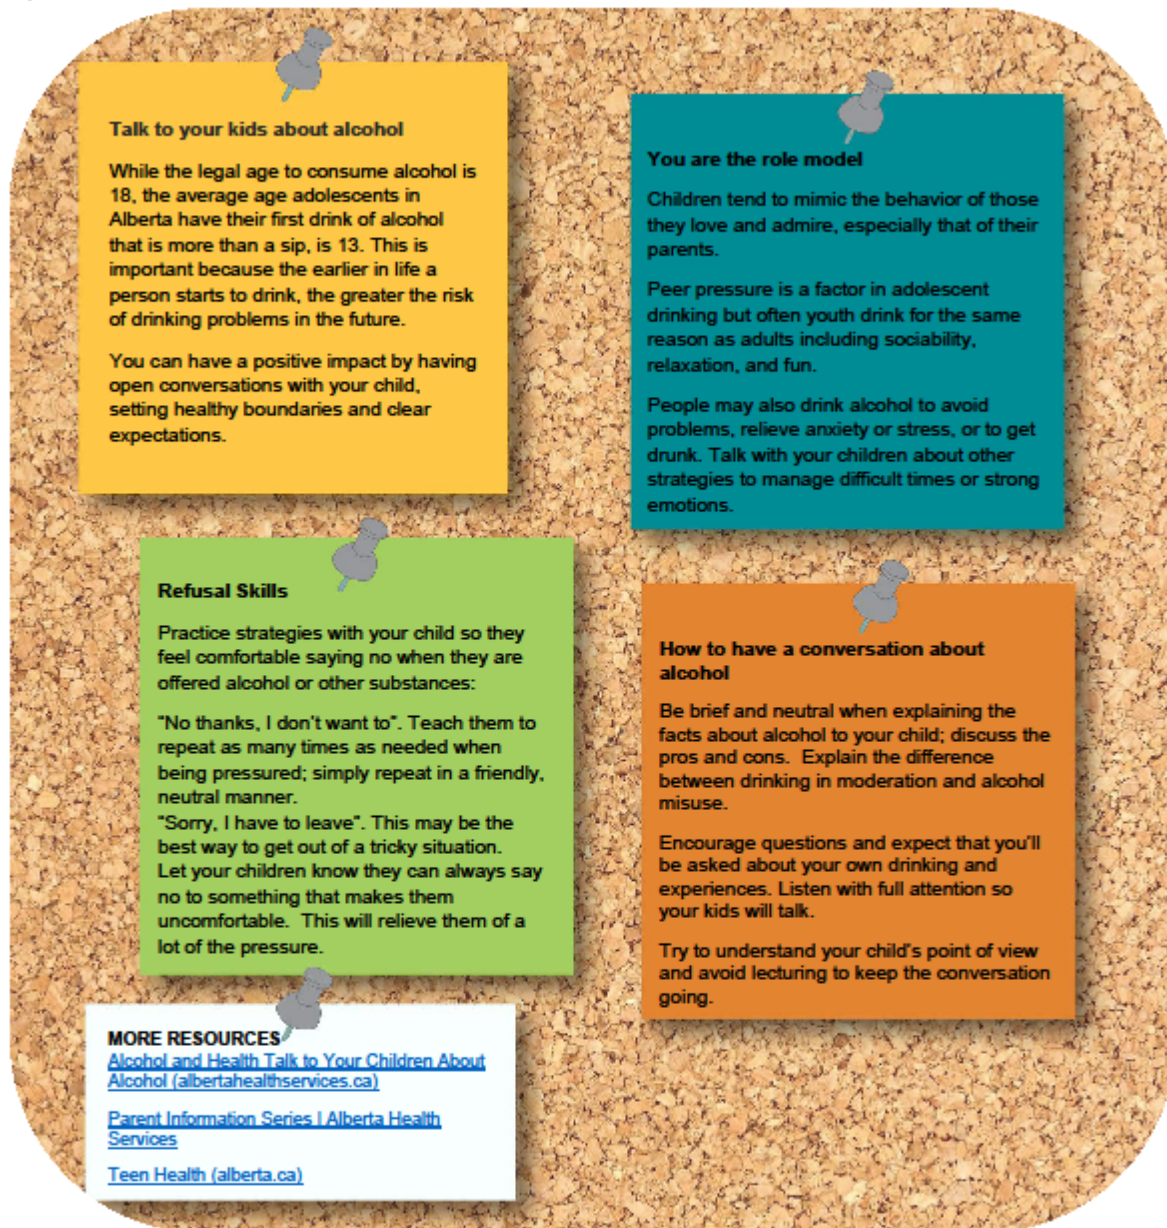 Talk to your kids about alcohol
While the legal age to consume alcohol is
18, the average age adolescents in
Alberta have their first drink of alcohol
that is more than a sip, is 13. This is
important because the earlier in life a
person starts to drink, the greater the risk
of drinking problems in the future.
You can have a positive impact by having
open conversations with your child,
setting healthy boundaries and clear
expectations.
You are the role model
Children tend to mimic the behavior of those
they love and admire, especially that of their
parents.
Peer pressure is a factor in adolescent
drinking but often youth drink for the same
reason as adults including sociability,
relaxation, and fun.
People may also drink alcohol to avoid
problems, relieve anxiety or stress, or to get
drunk. Talk with your children about other
strategies to manage difficult times or strong
emotions.
Refusal Skills
Practice strategies with your child so they
feel comfortable saying no when they are
offered alcohol or other substances:
“No thanks, I don’t want to”. Teach them to
repeat as many times as needed when
being pressured; simply repeat in a friendly,
neutral manner.
“Sorry, I have to leave”. This may be the
best way to get out of a tricky situation.
Let your children know they can always say
no to something that makes them
uncomfortable.  This will relieve them of a
lot of the pressure.
How to have a conversation about
alcohol
Be brief and neutral when explaining the
facts about alcohol to your child; discuss the
pros and cons.  Explain the difference
between drinking in moderation and alcohol
misuse.
Encourage questions and expect that you’ll
be asked about your own drinking and
experiences. Listen with full attention so
your kids will talk.
Try to understand your child’s point of view
and avoid lecturing to keep the conversation
going.
MORE RESOURCES
Alcohol and Health Talk to Your Children About
Alcohol (albertahealthservices.ca)
Parent Information Series | Alberta Health
Services
Teen Health (alberta.ca)